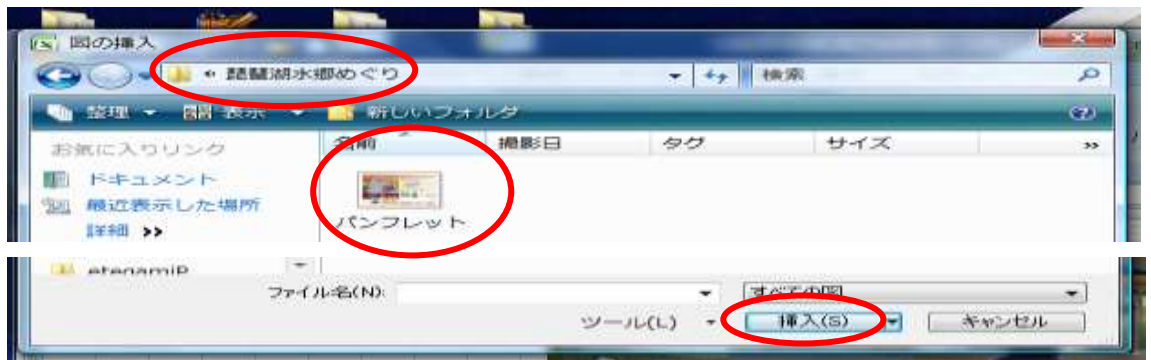 図の挿入
琵琶湖水郷めぐり
検索
整理 表示 新しいフォルダ
お気に入りリンク
名前 撮影日 タグ サイズ
ドキュメント
最近表示した場所
詳細 >>
パンフレット
etegamiP
ファイル名(N): すべての図
ツール(L) 挿入(S) キャンセル